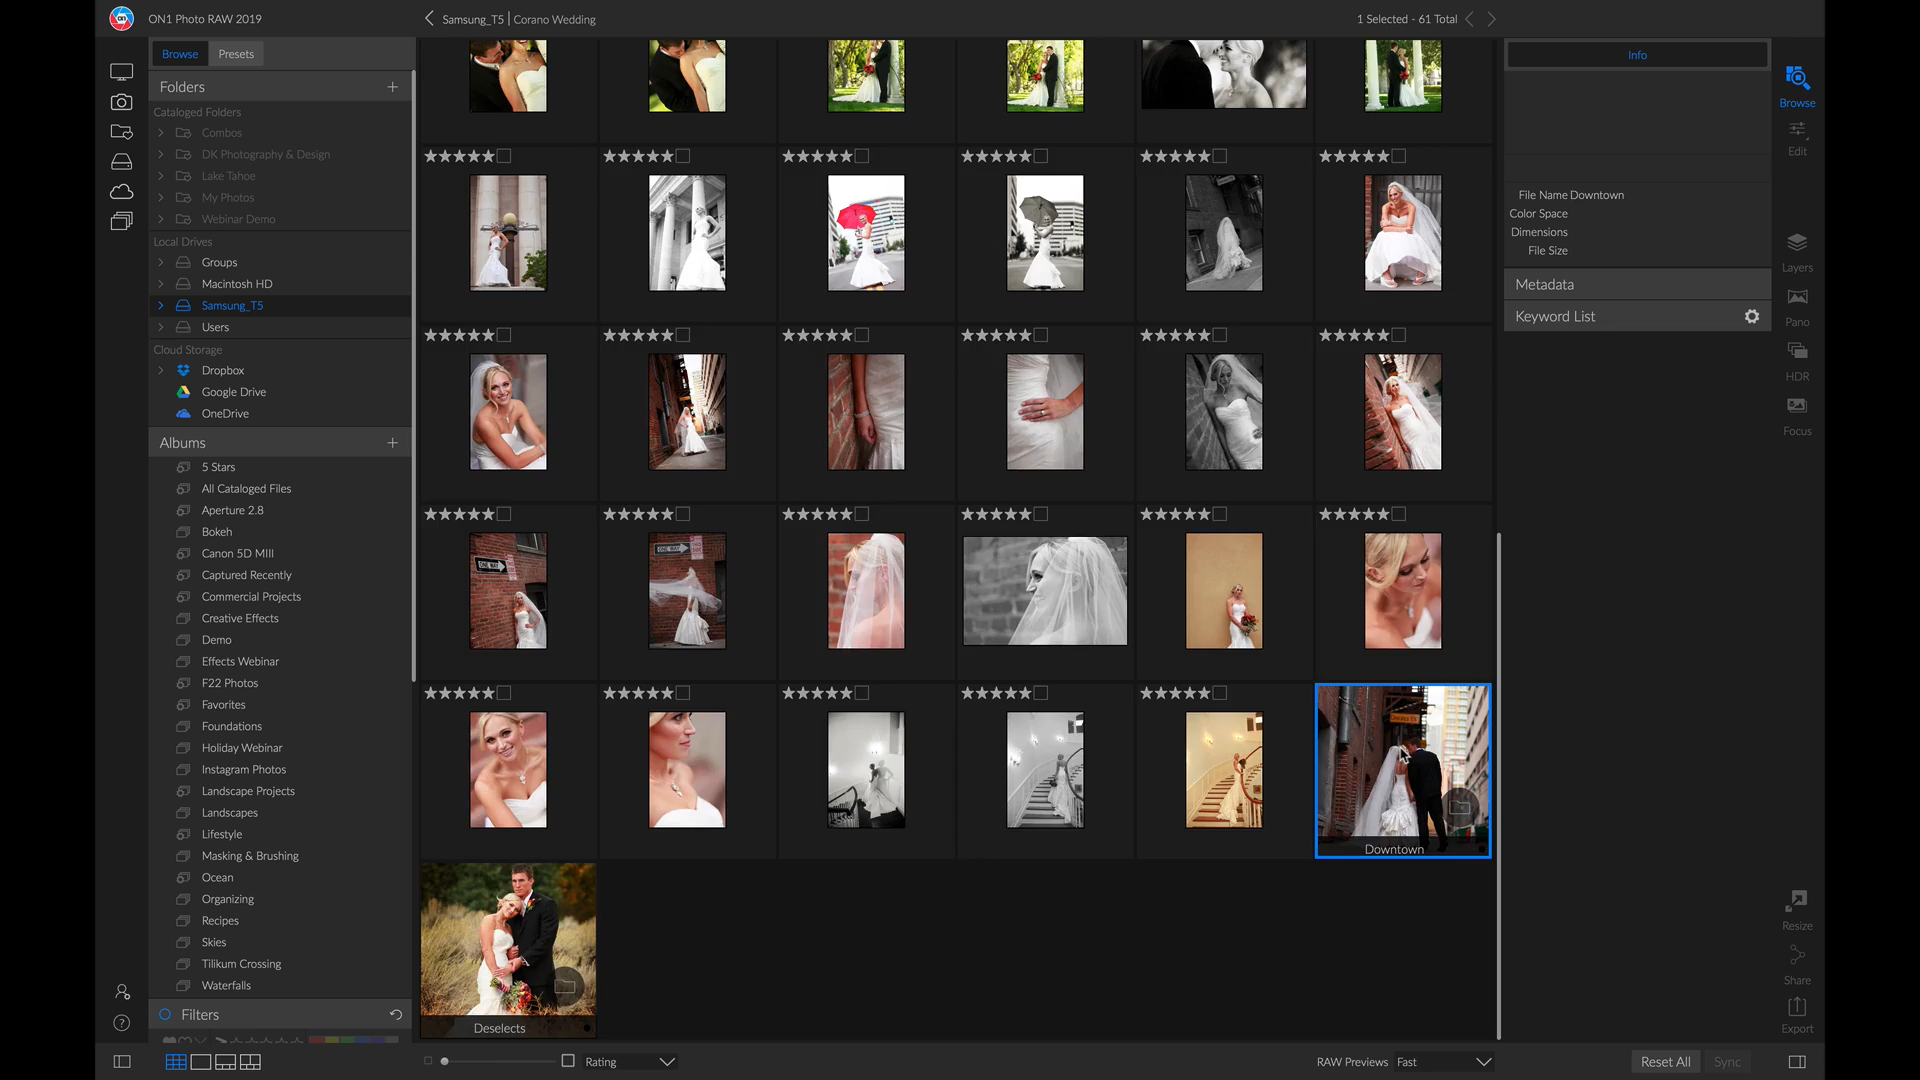 ON1 Photo RAW 2019
Samsung_T5 | Corano Wedding
1 Selected - 61 Total
Browse
Presets
Folders
Cataloged Folders
Combos
DK Photography & Design
Lake Tahoe
My Photos
Webinar Demo
Local Drives
Groups
Macintosh HD
Samsung_T5
Users
Cloud Storage
Dropbox
Google Drive
OneDrive
Albums
5 Stars
All Cataloged Files
Aperture 2.8
Bokeh
Canon 5D MIII
Captured Recently
Commercial Projects
Creative Effects
Demo
Effects Webinar
F22 Photos
Favorites
Foundations
Holiday Webinar
Instagram Photos
Landscape Projects
Landscapes
Lifestyle
Masking & Brushing
Ocean
Organizing
Recipes
Skies
Tilikum Crossing
Waterfalls
Filters
ONE WAY
ONE WAY
Downtown
Deselects
Rating
RAW Previews Fast
Reset All
Sync
Info
File Name Downtown
Color Space
Dimensions
File Size
Metadata
Keyword List
Browse
Edit
Layers
Pano
HDR
Focus
Resize
Share
Export